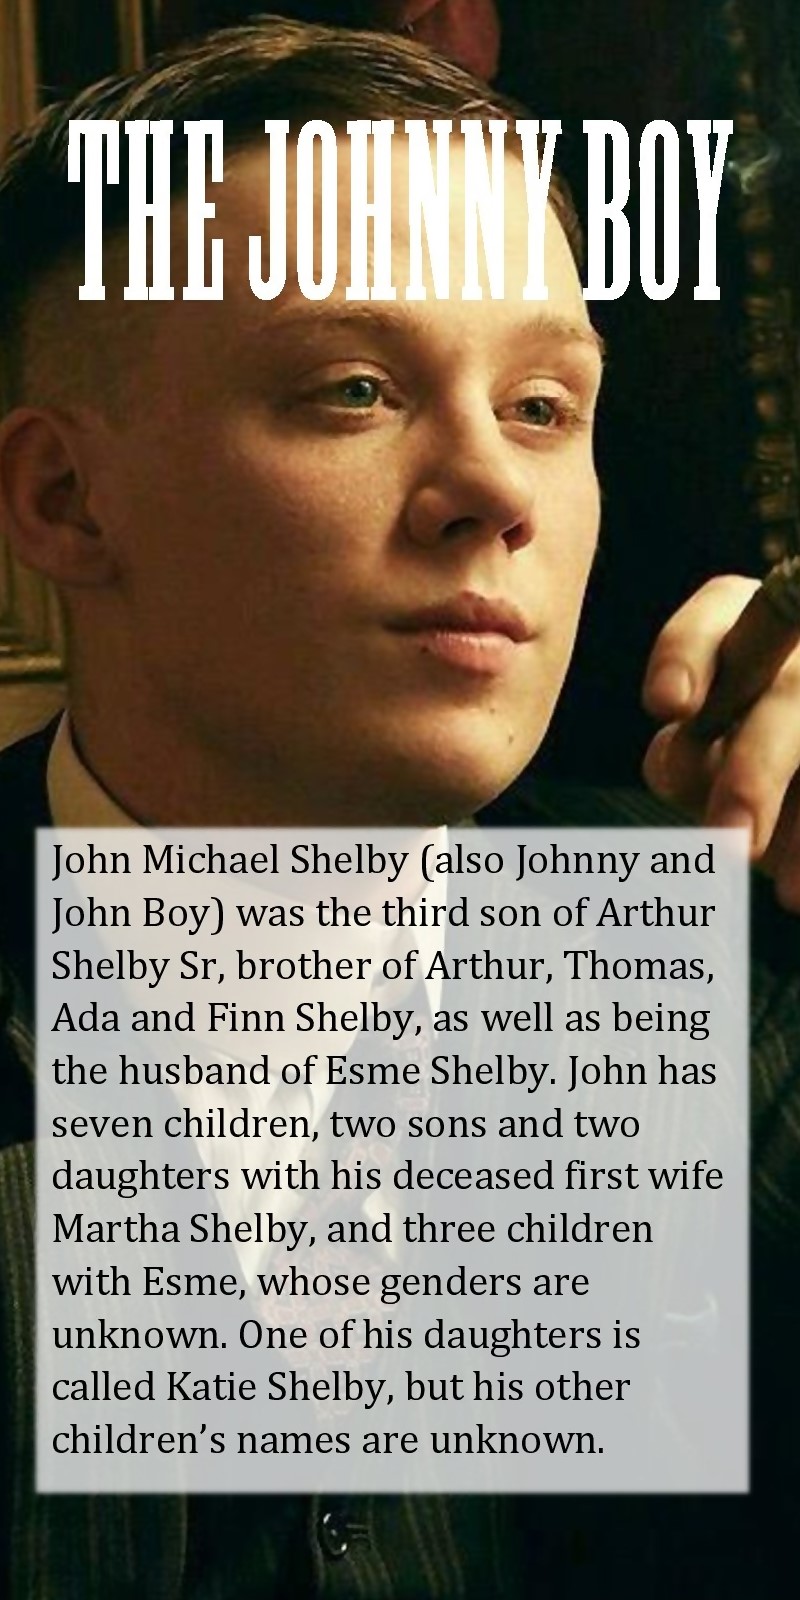 THE JOHNNY BOY
John Michael Shelby (also Johnny and
John Boy) was the third son of Arthur
Shelby Sr, brother of Arthur, Thomas,
Ada and Finn Shelby, as well as being
the husband of Esme Shelby. John has
seven children, two sons and two
daughters with his deceased first wife
Martha Shelby, and three children
with Esme, whose genders are
unknown. One of his daughters is
called Katie Shelby, but his other
children’s names are unknown.